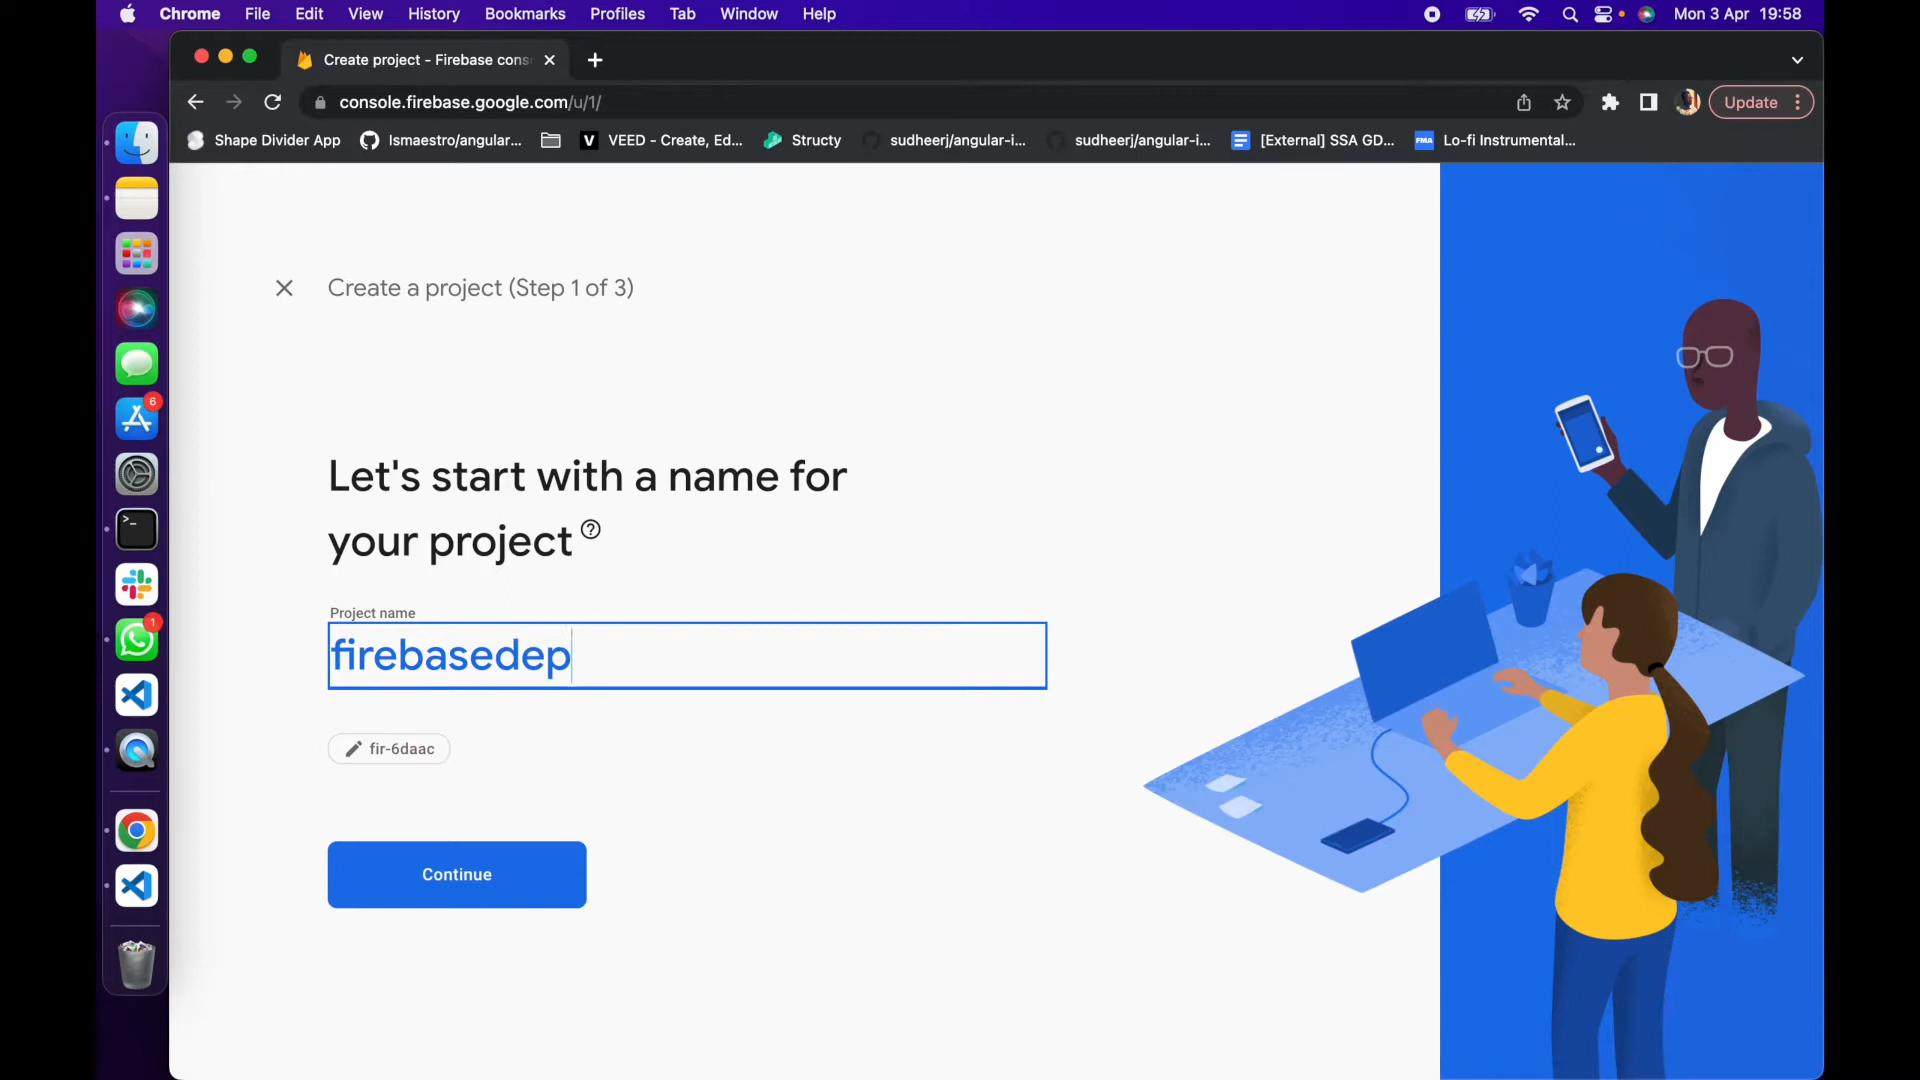 Chrome File Edit View History Bookmarks Profiles Tab Window Help Mon 3 Apr 19:58
Create project - Firebase cons
console.firebase.google.com/u/1/
Update
Shape Divider App Ismaestro/angular... V VEED - Create, Ed... Structy sudheerj/angular-i... sudheerj/angular-i... [External] SSA GD... FMA Lo-fi Instrumental...
Create a project (Step 1 of 3)
6
Let's start with a name for
your project ?
Project name
firebasedep
1
fir-6daac
Continue